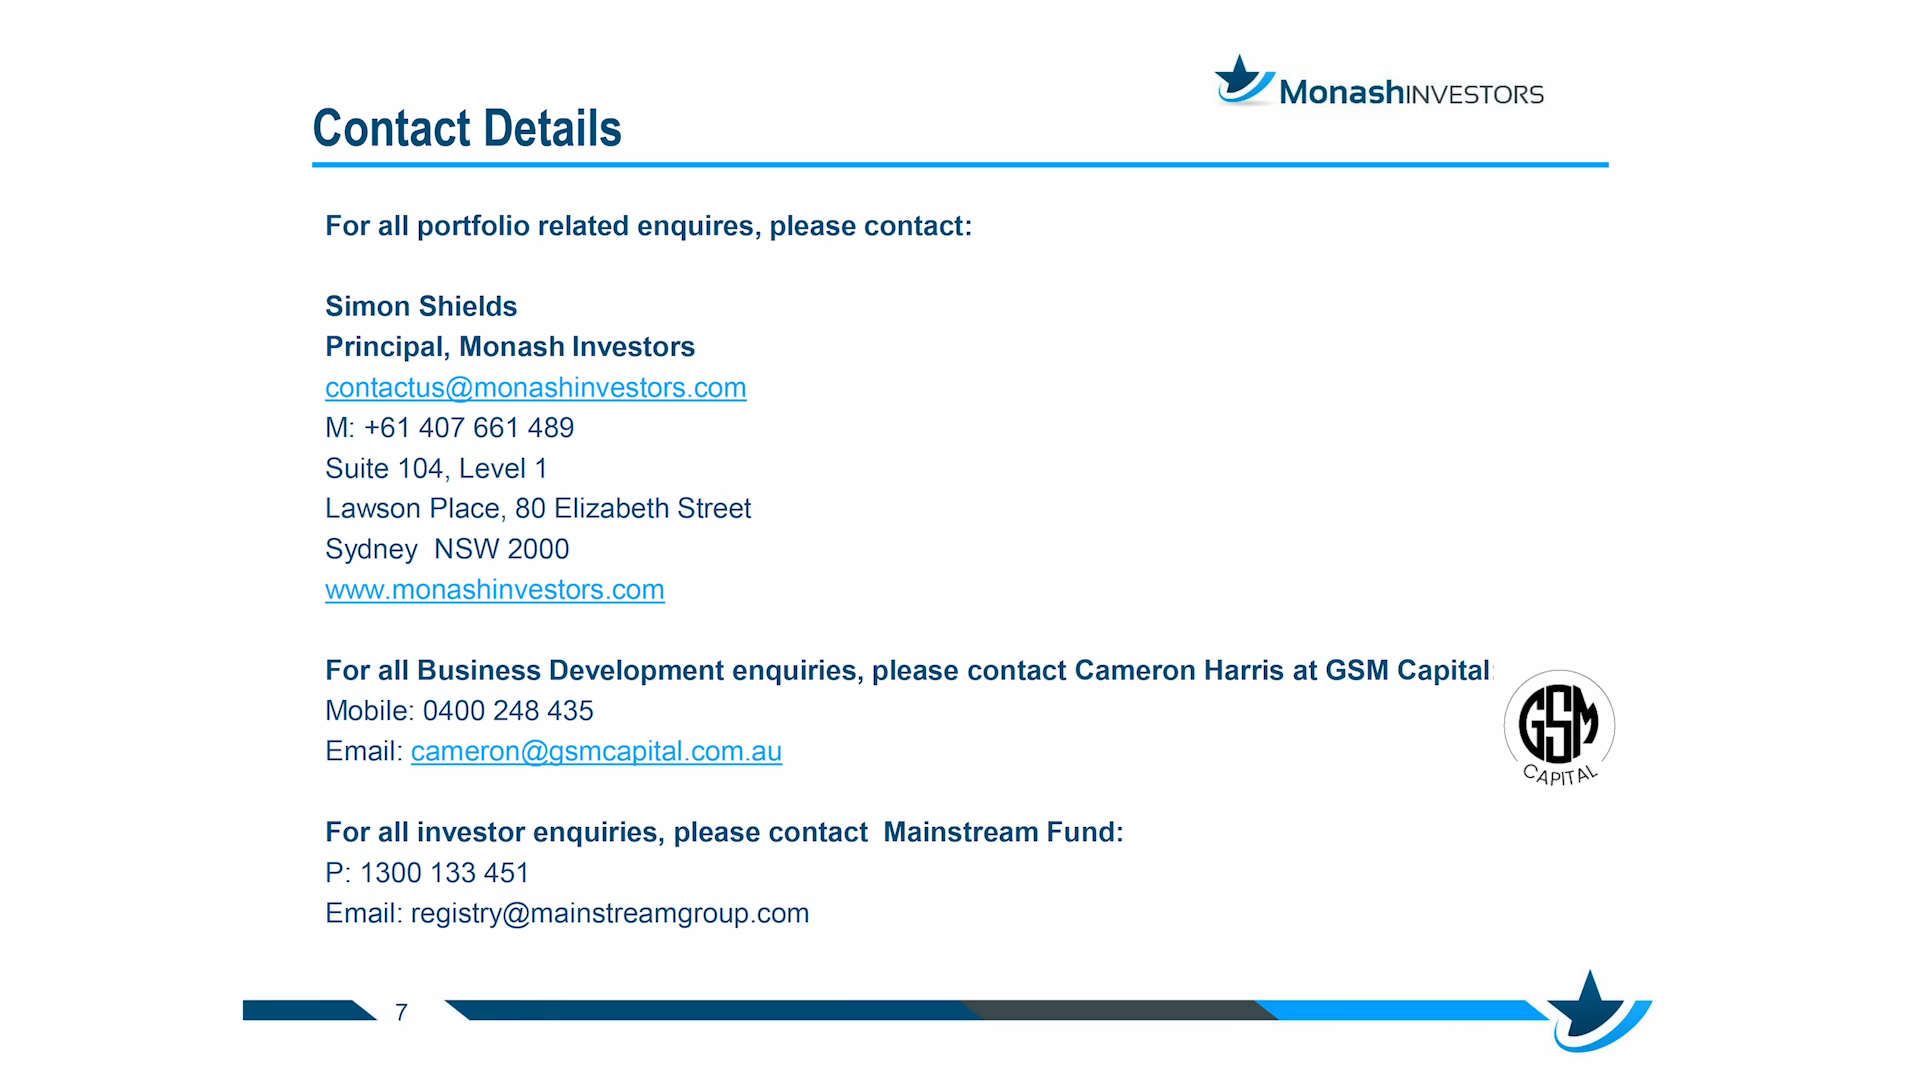 MonashINVESTORS
Contact Details
For all portfolio related enquires, please contact:
Simon Shields
Principal, Monash Investors
contactus@monashinvestors.com
M: +61 407 661 489
Suite 104, Level 1
Lawson Place, 80 Elizabeth Street
Sydney  NSW 2000
www.monashinvestors.com
For all Business Development enquiries, please contact Cameron Harris at GSM Capital:
Mobile: 0400 248 435
Email: cameron@gsmcapital.com.au
GSM
CAPITAL
For all investor enquiries, please contact  Mainstream Fund:
P: 1300 133 451
Email: registry@mainstreamgroup.com
7